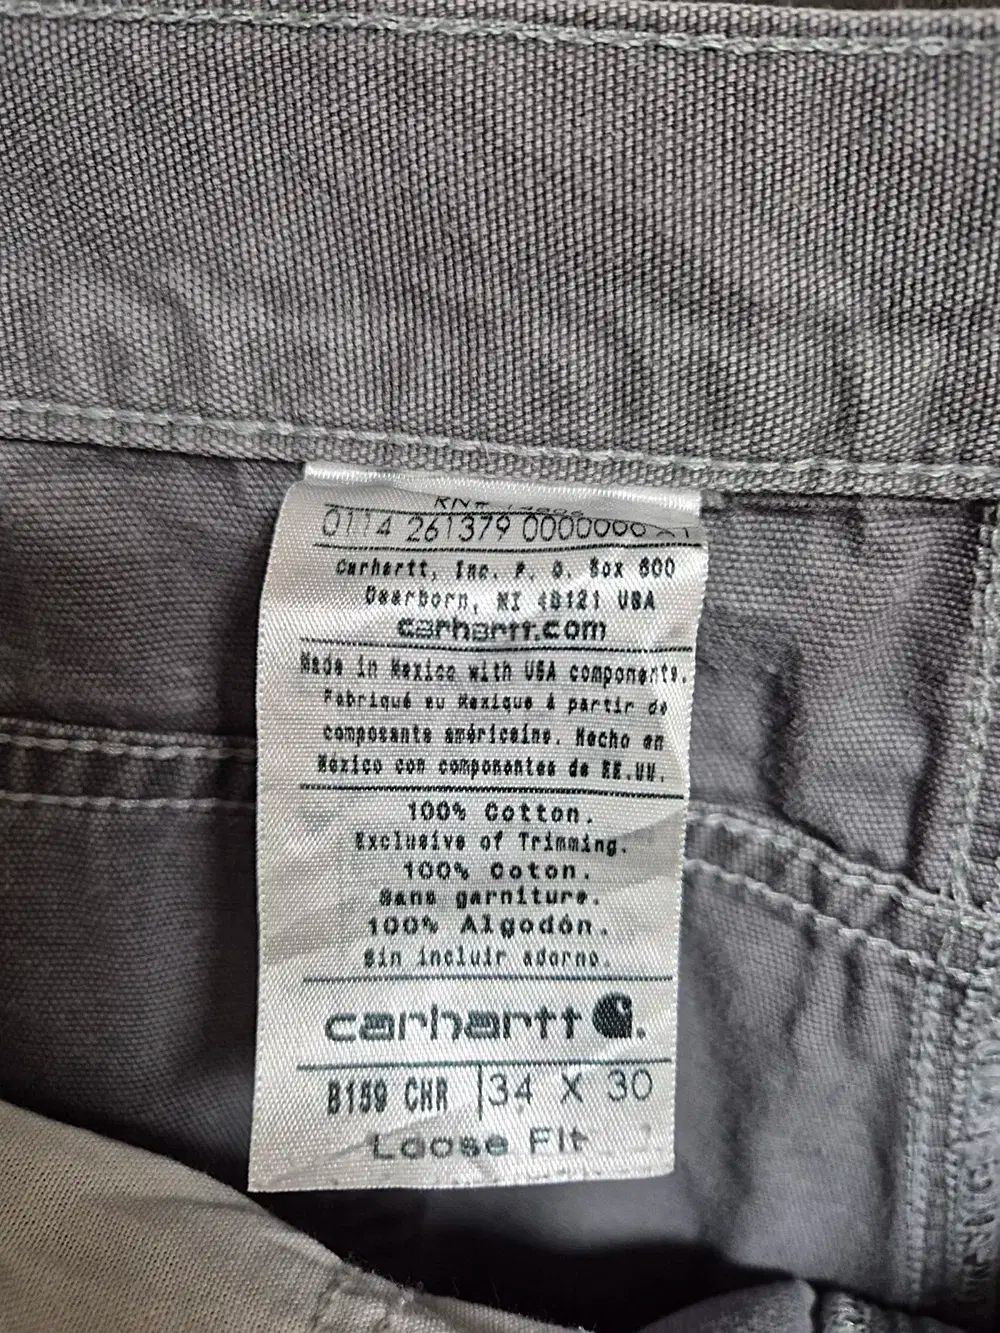 0114 261379 0000000
Carhartt, Inc. P. O. Box 600
Dearborn, MI 48121 USA
carhartt.com
Made in Mexico with USA components.
Fabriqué au Mexique à partir de
composants américains. Hecho en
México con componentes de EE.UU.
100% Cotton.
Exclusive of Trimming.
100% Coton.
Sans garniture.
100% Algodón.
Sin incluir adorno.
carhartt
B159 CHR 34 X 30
Loose Fit